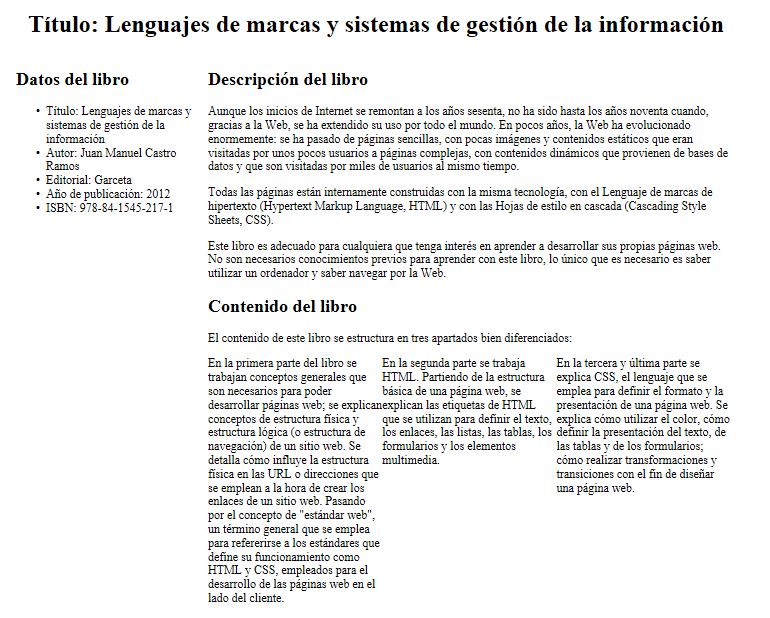 Título: Lenguajes de marcas y sistemas de gestión de la información
Datos del libro
• Título: Lenguajes de marcas y
sistemas de gestión de la
información
• Autor: Juan Manuel Castro
Ramos
• Editorial: Garceta
• Año de publicación: 2012
• ISBN: 978-84-1545-217-1
Descripción del libro
Aunque los inicios de Internet se remontan a los años sesenta, no ha sido hasta los años noventa cuando,
gracias a la Web, se ha extendido su uso por todo el mundo. En pocos años, la Web ha evolucionado
enormemente: se ha pasado de páginas sencillas, con pocas imágenes y contenidos estáticos que eran
visitadas por unos pocos usuarios a páginas complejas, con contenidos dinámicos que provienen de bases de
datos y que son visitadas por miles de usuarios al mismo tiempo.
Todas las páginas están internamente construidas con la misma tecnología, con el Lenguaje de marcas de
hipertexto (Hypertext Markup Language, HTML) y con las Hojas de estilo en cascada (Cascading Style
Sheets, CSS).
Este libro es adecuado para cualquiera que tenga interés en aprender a desarrollar sus propias páginas web.
No son necesarios conocimientos previos para aprender con este libro, lo único que es necesario es saber
utilizar un ordenador y saber navegar por la Web.
Contenido del libro
El contenido de este libro se estructura en tres apartados bien diferenciados:
En la primera parte del libro se
trabajan conceptos generales que
son necesarios para poder
desarrollar páginas web; se explican
conceptos de estructura física y
estructura lógica (o estructura de
navegación) de un sitio web. Se
detalla cómo influye la estructura
física en las URL o direcciones que
se emplean a la hora de crear los
enlaces de un sitio web. Pasando
por el concepto de "estándar web",
un término general que se emplea
para refererirse a los estándares que
define su funcionamiento como
HTML y CSS, empleados para el
desarrollo de las páginas web en el
lado del cliente.
En la segunda parte se trabaja
HTML. Partiendo de la estructura
básica de una página web, se
explican las etiquetas de HTML
que se utilizan para definir el texto,
los enlaces, las listas, las tablas, los
formularios y los elementos
multimedia.
En la tercera y última parte se
explica CSS, el lenguaje que se
emplea para definir el formato y la
presentación de una página web. Se
explica cómo utilizar el color, cómo
definir la presentación del texto, de
las tablas y de los formularios;
cómo realizar transformaciones y
transiciones con el fin de diseñar
una página web.